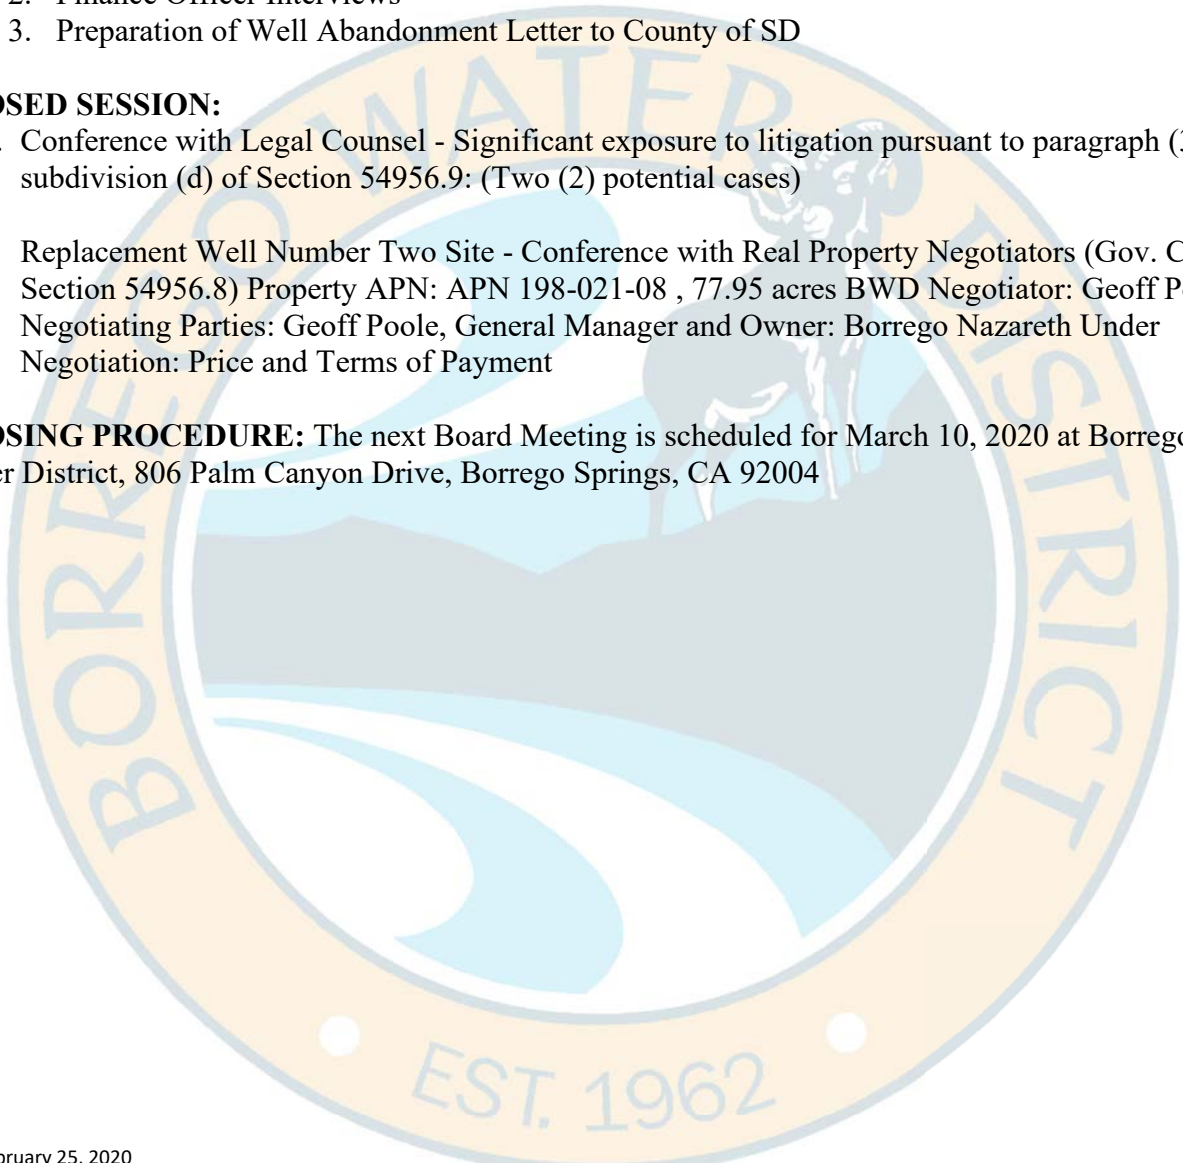 2. Finance Officer Interviews
3. Preparation of Well Abandonment Letter to County of SD
OSED SESSION:
. Conference with Legal Counsel - Significant exposure to litigation pursuant to paragraph (3
subdivision (d) of Section 54956.9: (Two (2) potential cases)
Replacement Well Number Two Site - Conference with Real Property Negotiators (Gov. C
Section 54956.8) Property APN: APN 198-021-08 , 77.95 acres BWD Negotiator: Geoff P
Negotiating Parties: Geoff Poole, General Manager and Owner: Borrego Nazareth Under
Negotiation: Price and Terms of Payment
OSING PROCEDURE: The next Board Meeting is scheduled for March 10, 2020 at Borrego
er District, 806 Palm Canyon Drive, Borrego Springs, CA 92004
BORREGO WATER DISTRICT
EST. 1962
bruary 25, 2020